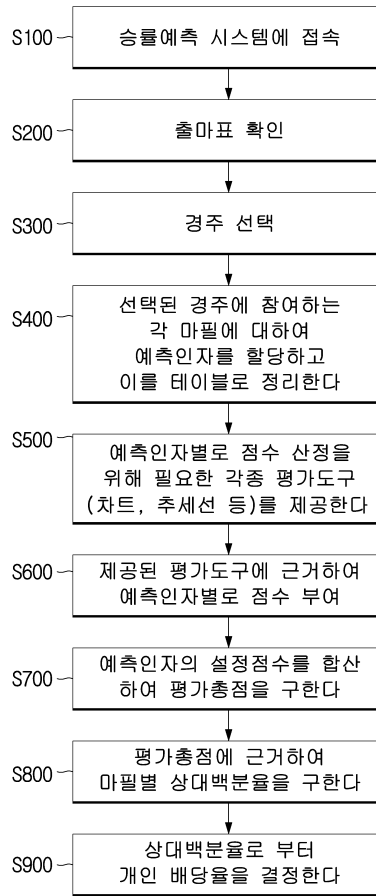 S100
승률예측 시스템에 접속
S200
출마표 확인
S300
경주 선택
S400
선택된 경주에 참여하는
각 마필에 대하여
예측인자를 할당하고
이를 테이블로 정리한다
S500
예측인자별로 점수 산정을
위해 필요한 각종 평가도구
(차트, 추세선 등)를 제공한다
S600
제공된 평가도구에 근거하여
예측인자별로 점수 부여
S700
예측인자의 설정점수를 합산
하여 평가총점을 구한다
S800
평가총점에 근거하여
마필별 상대백분율을 구한다
S900
상대백분율로 부터
개인 배당율을 결정한다